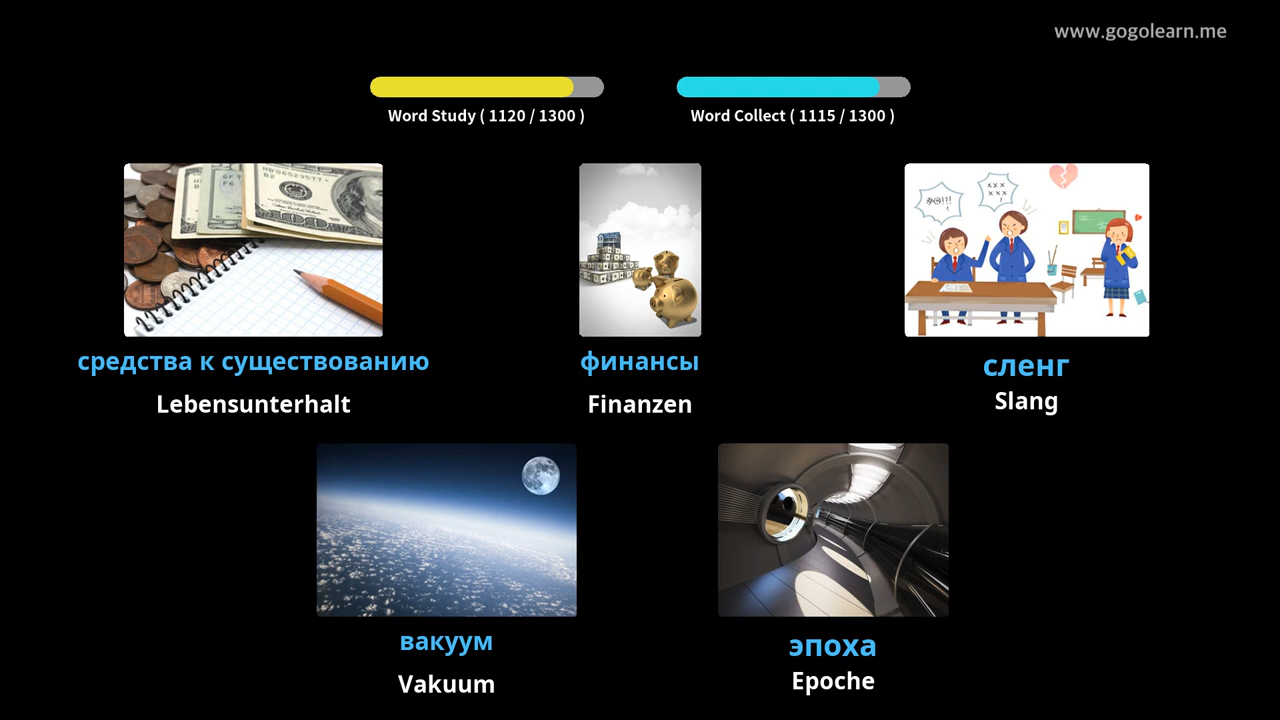 www.gogolearn.me
Word Study ( 1120 / 1300 )
Word Collect ( 1115 / 1300 )
средства к существованию
Lebensunterhalt
финансы
Finanzen
сленг
Slang
вакуум
Vakuum
эпоха
Epoche